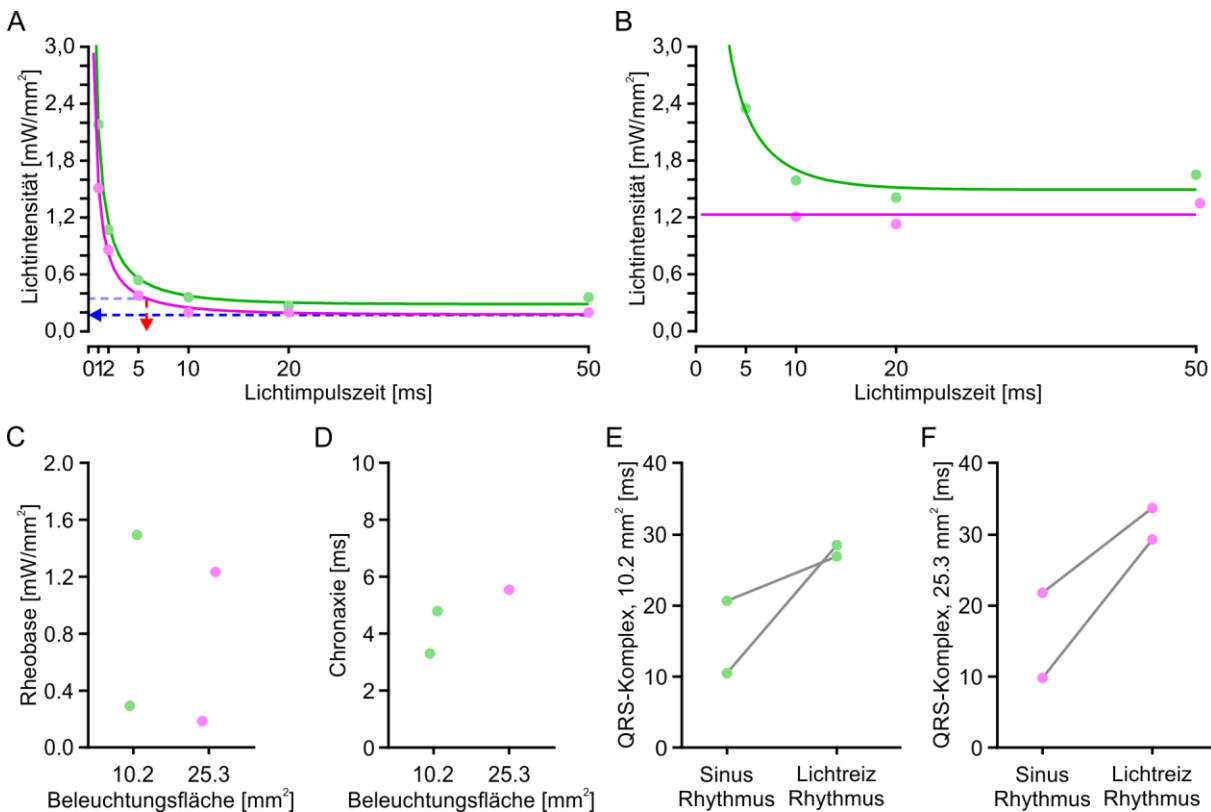 A
Lichtintensität [mW/mm²]
3,0
2,4
1,8
1,2
0,6
0,0
0 1 2 5 10 20 50
Lichtimpulszeit [ms]
B
Lichtintensität [mW/mm²]
3,0
2,4
1,8
1,2
0,6
0,0
0 5 10 20 50
Lichtimpulszeit [ms]
C
Rheobase [mW/mm²]
2.0
1.6
1.2
0.8
0.4
0.0
10.2 25.3
Beleuchtungsfläche [mm²]
D
Chronaxie [ms]
10
8
6
4
2
0
10.2 25.3
Beleuchtungsfläche [mm²]
E
QRS-Komplex, 10.2 mm² [ms]
40
30
20
10
0
Sinus Lichtreiz
Rhythmus Rhythmus
F
QRS-Komplex, 25.3 mm² [ms]
40
30
20
10
0
Sinus Lichtreiz
Rhythmus Rhythmus